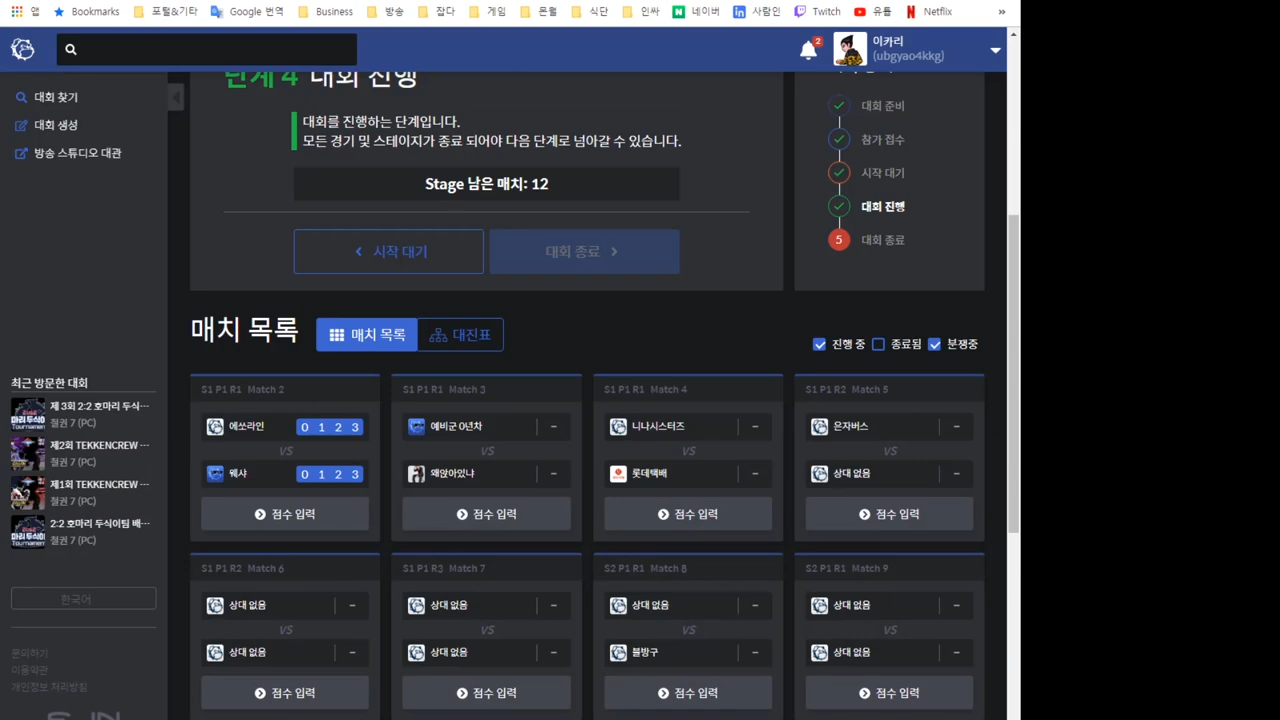 앱
Bookmarks
포털&기타
Google 번역
Business
방송
잡다
게임
몬월
식단
인싸
네이버
사람인
Twitch
유튭
Netflix
»
2
이카리
(ubgyao4kkg)
대회 찾기
대회 생성
방송 스튜디오 대관
단계 4 대회 진행
대회를 진행하는 단계입니다.
모든 경기 및 스테이지가 종료 되어야 다음 단계로 넘어갈 수 있습니다.
Stage 남은 매치: 12
시작 대기
대회 종료
대회 준비
참가 접수
시작 대기
대회 진행
5 대회 종료
매치 목록
매치 목록
대진표
진행 중
종료됨
분쟁중
S1 P1 R1 Match 2
에쏘라인 0 1 2 3
VS
웨샤 0 1 2 3
점수 입력
S1 P1 R1 Match 3
예비군 0년차 -
VS
왜앉아있냐 -
점수 입력
S1 P1 R1 Match 4
니나시스터즈 -
VS
롯데택배 -
점수 입력
S1 P1 R2 Match 5
은자버스 -
VS
상대 없음 -
점수 입력
S1 P1 R2 Match 6
상대 없음 -
VS
상대 없음 -
점수 입력
S1 P1 R3 Match 7
상대 없음 -
VS
상대 없음 -
점수 입력
S2 P1 R1 Match 8
상대 없음 -
VS
불방구 -
점수 입력
S2 P1 R1 Match 9
상대 없음 -
VS
상대 없음 -
점수 입력
최근 방문한 대회
제 3회 2:2 호마리 두식···
철권 7 (PC)
제2회 TEKKENCREW ···
철권 7 (PC)
제1회 TEKKENCREW ···
철권 7 (PC)
2:2 호마리 두식이팀 배···
철권 7 (PC)
한국어
문의하기
이용약관
개인정보 처리방침